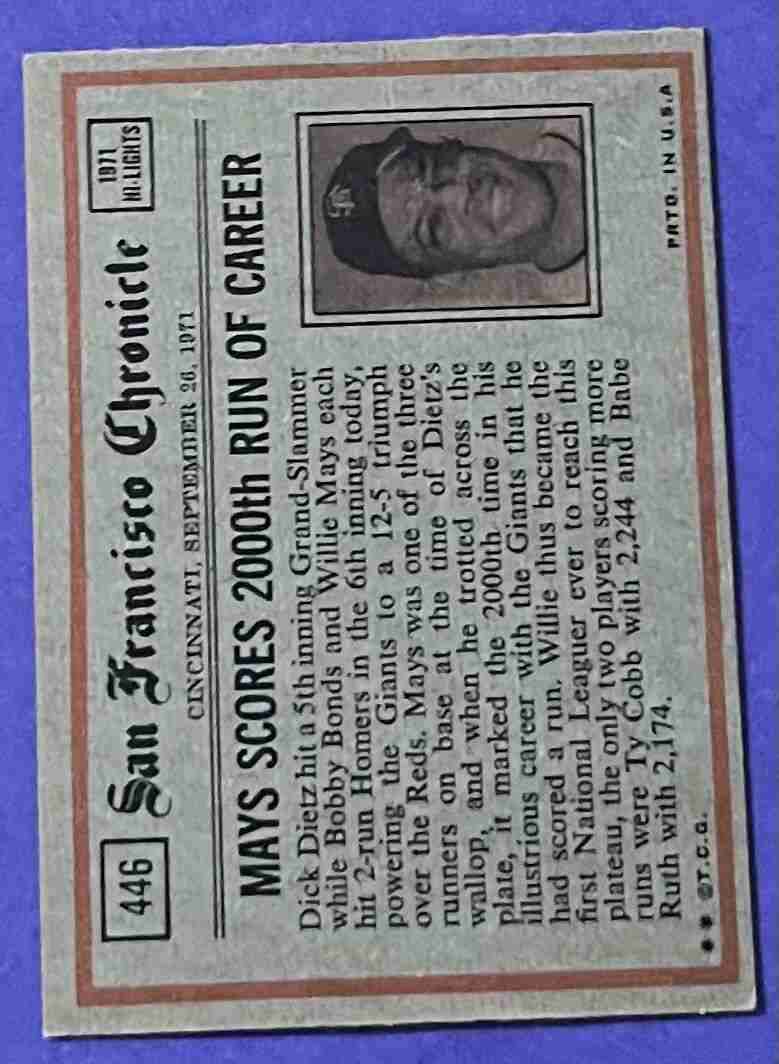 446
San Francisco Chronicle
1971
HI-LIGHTS
CINCINNATI, SEPTEMBER 26, 1971
MAYS SCORES 2000th RUN OF CAREER
Dick Dietz hit a 5th inning Grand-Slammer
while Bobby Bonds and Willie Mays each
hit 2-run Homers in the 6th inning today,
powering the Giants to a 12-5 triumph
over the Reds. Mays was one of the three
runners on base at the time of Dietz's
wallop, and when he trotted across the
plate, it marked the 2000th time in his
illustrious career with the Giants that he
had scored a run. Willie thus became the
first National Leaguer ever to reach this
plateau, the only two players scoring more
runs were Ty Cobb with 2,244 and Babe
Ruth with 2,174.
** ©T.C.G.
PRTD. IN U.S.A